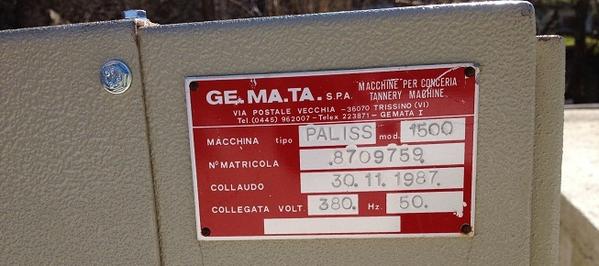 GE.MA.TA. S.P.A. MACCHINE PER CONCERIA
TANNERY MACHINE
VIA POSTALE VECCHIA -36070 TRISSINO (VI)
Tel.(0445) 962007-Telex 223871-GEMATA I
MACCHINA tipo PALISS mod. 1500
N° MATRICOLA .8709759.
COLLAUDO 30.11.1987.
COLLEGATA VOLT. 380. Hz. 50.